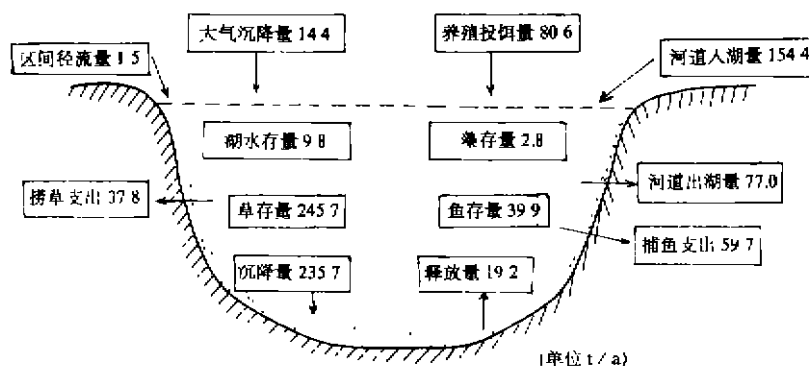 大气沉降量 14 4
养殖投饵量 80 6
区间径流量 1 5
河道入湖量 154 4
湖水存量 9 8
藻存量 2.8
捞草支出 37.8
草存量 245 7
鱼存量 39 9
河道出湖量 77.0
捕鱼支出 59.7
沉降量 235.7
释放量 19.2
(单位 t / a)